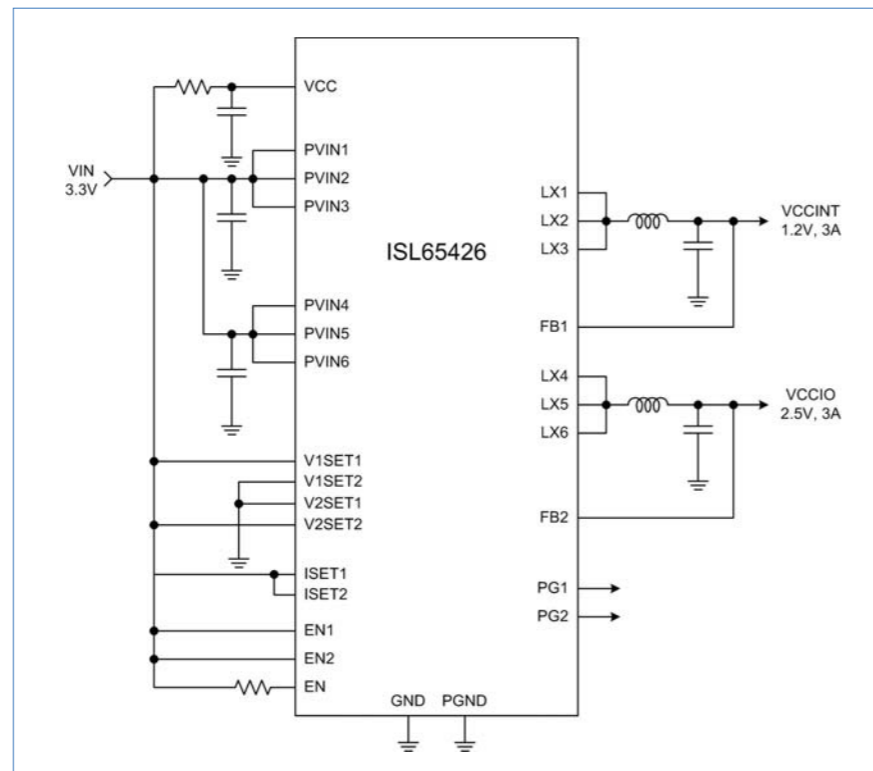 VCC
PVIN1
VIN
3.3V
PVIN2
PVIN3
ISL65426
LX1
LX2
LX3
VCCINT
1.2V, 3A
PVIN4
PVIN5
PVIN6
FB1
LX4
LX5
LX6
VCCIO
2.5V, 3A
V1SET1
V1SET2
V2SET1
V2SET2
FB2
ISET1
ISET2
PG1
PG2
EN1
EN2
EN
GND PGND